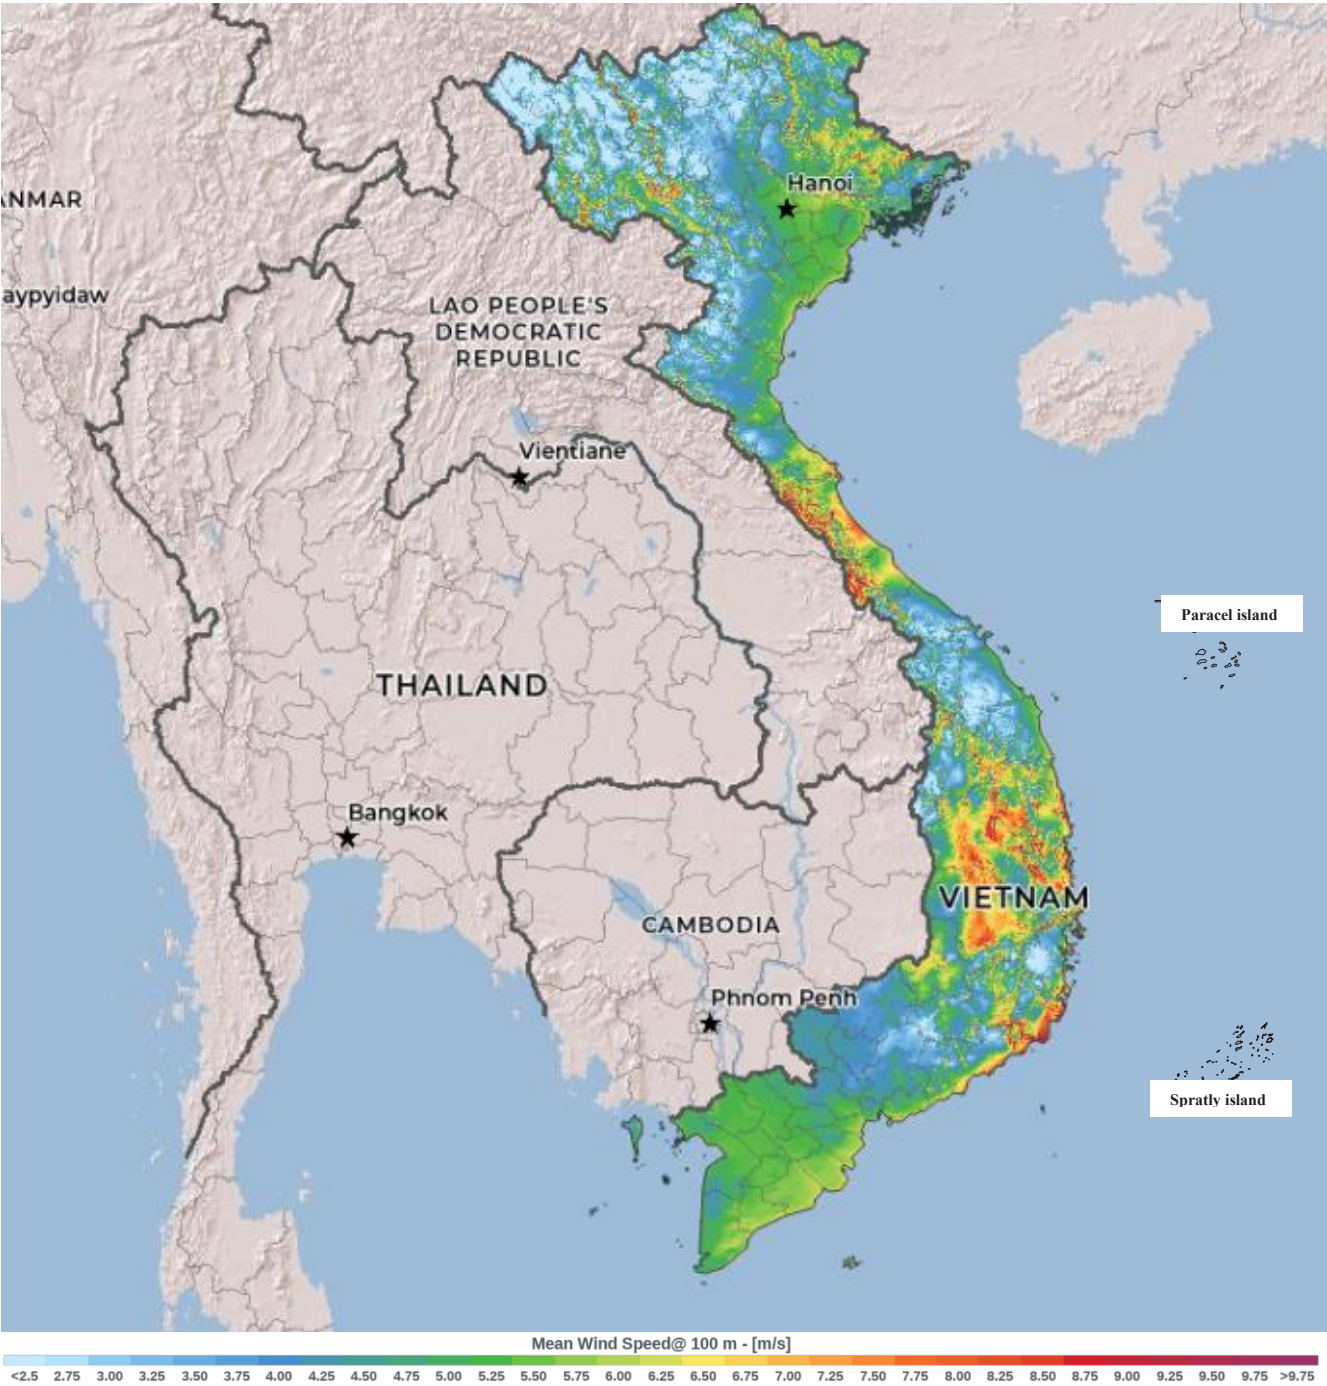 Hanoi
ANMAR
aypyidaw
LAO PEOPLE'S
DEMOCRATIC
REPUBLIC
Vientiane
Paracel island
THAILAND
Bangkok
VIETNAM
CAMBODIA
Phnom Penh
Spratly island
Mean Wind Speed@ 100 m - [m/s]
<2.5 2.75 3.00 3.25 3.50 3.75 4.00 4.25 4.50 4.75 5.00 5.50 5.75 6.00 6.25 6.50 6.75 7.00 7.25 7.50 7.75 8.00 8.25 8.50 8.75 9.00 9.25 9.50 9.75 >9.75